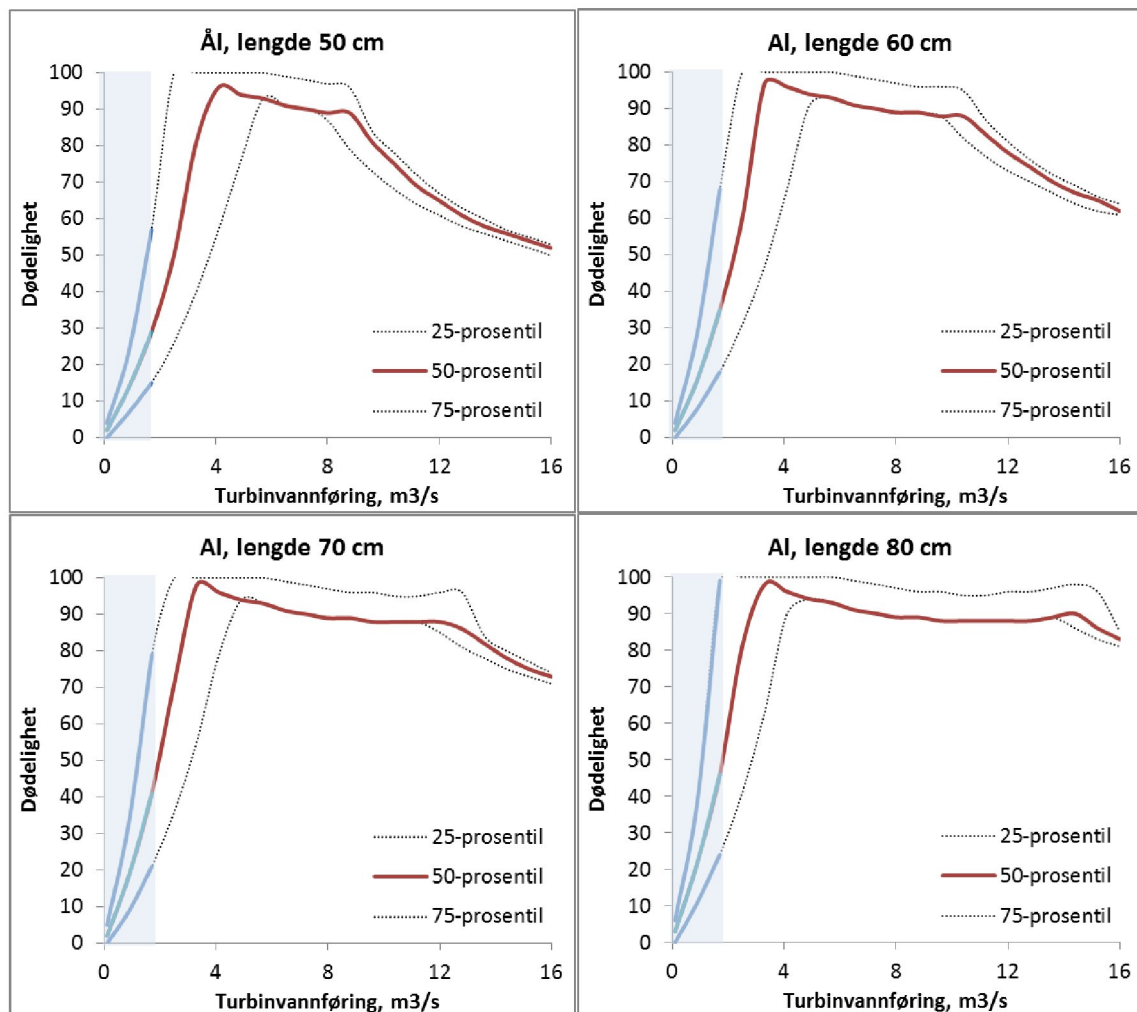 Ål, lengde 50 cm
100
90
80
70
60
50
40
30
20
10
0
Dødelighet
25-prosentil
50-prosentil
75-prosentil
0 4 8 12 16
Turbinvannføring, m3/s
Al, lengde 60 cm
100
90
80
70
60
50
40
30
20
10
0
Dødelighet
25-prosentil
50-prosentil
75-prosentil
0 4 8 12 16
Turbinvannføring, m3/s
Al, lengde 70 cm
100
90
80
70
60
50
40
30
20
10
0
Dødelighet
25-prosentil
50-prosentil
75-prosentil
0 4 8 12 16
Turbinvannføring, m3/s
Al, lengde 80 cm
100
90
80
70
60
50
40
30
20
10
0
Dødelighet
25-prosentil
50-prosentil
75-prosentil
0 4 8 12 16
Turbinvannføring, m3/s